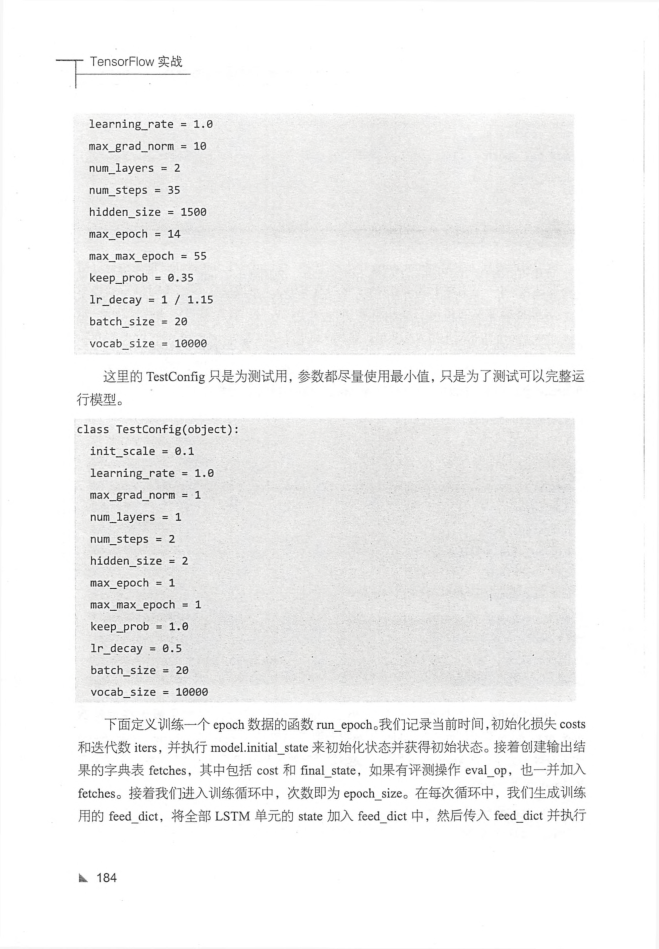 TensorFlow 实战
learning_rate = 1.0
max_grad_norm = 10
num_layers = 2
num_steps = 35
hidden_size = 1500
max_epoch = 14
max_max_epoch = 55
keep_prob = 0.35
lr_decay = 1 / 1.15
batch_size = 20
vocab_size = 10000
这里的 TestConfig 只是为测试用，参数都尽量使用最小值，只是为了测试可以完整运
行模型。
class TestConfig(object):
init_scale = 0.1
learning_rate = 1.0
max_grad_norm = 1
num_layers = 1
num_steps = 2
hidden_size = 2
max_epoch = 1
max_max_epoch = 1
keep_prob = 1.0
lr_decay = 0.5
batch_size = 20
vocab_size = 10000
下面定义训练一个 epoch 数据的函数 run_epoch。我们记录当前时间，初始化损失 costs
和迭代数 iters，并执行 model.initial_state 来初始化状态并获得初始状态。接着创建输出结
果的字典表 fetches，其中包括 cost 和 final_state，如果有评测操作 eval_op，也一并加入
fetches。接着我们进入训练循环中，次数即为 epoch_size。在每次循环中，我们生成训练
用的 feed_dict，将全部 LSTM 单元的 state 加入 feed_dict 中，然后传入 feed_dict 并执行
184